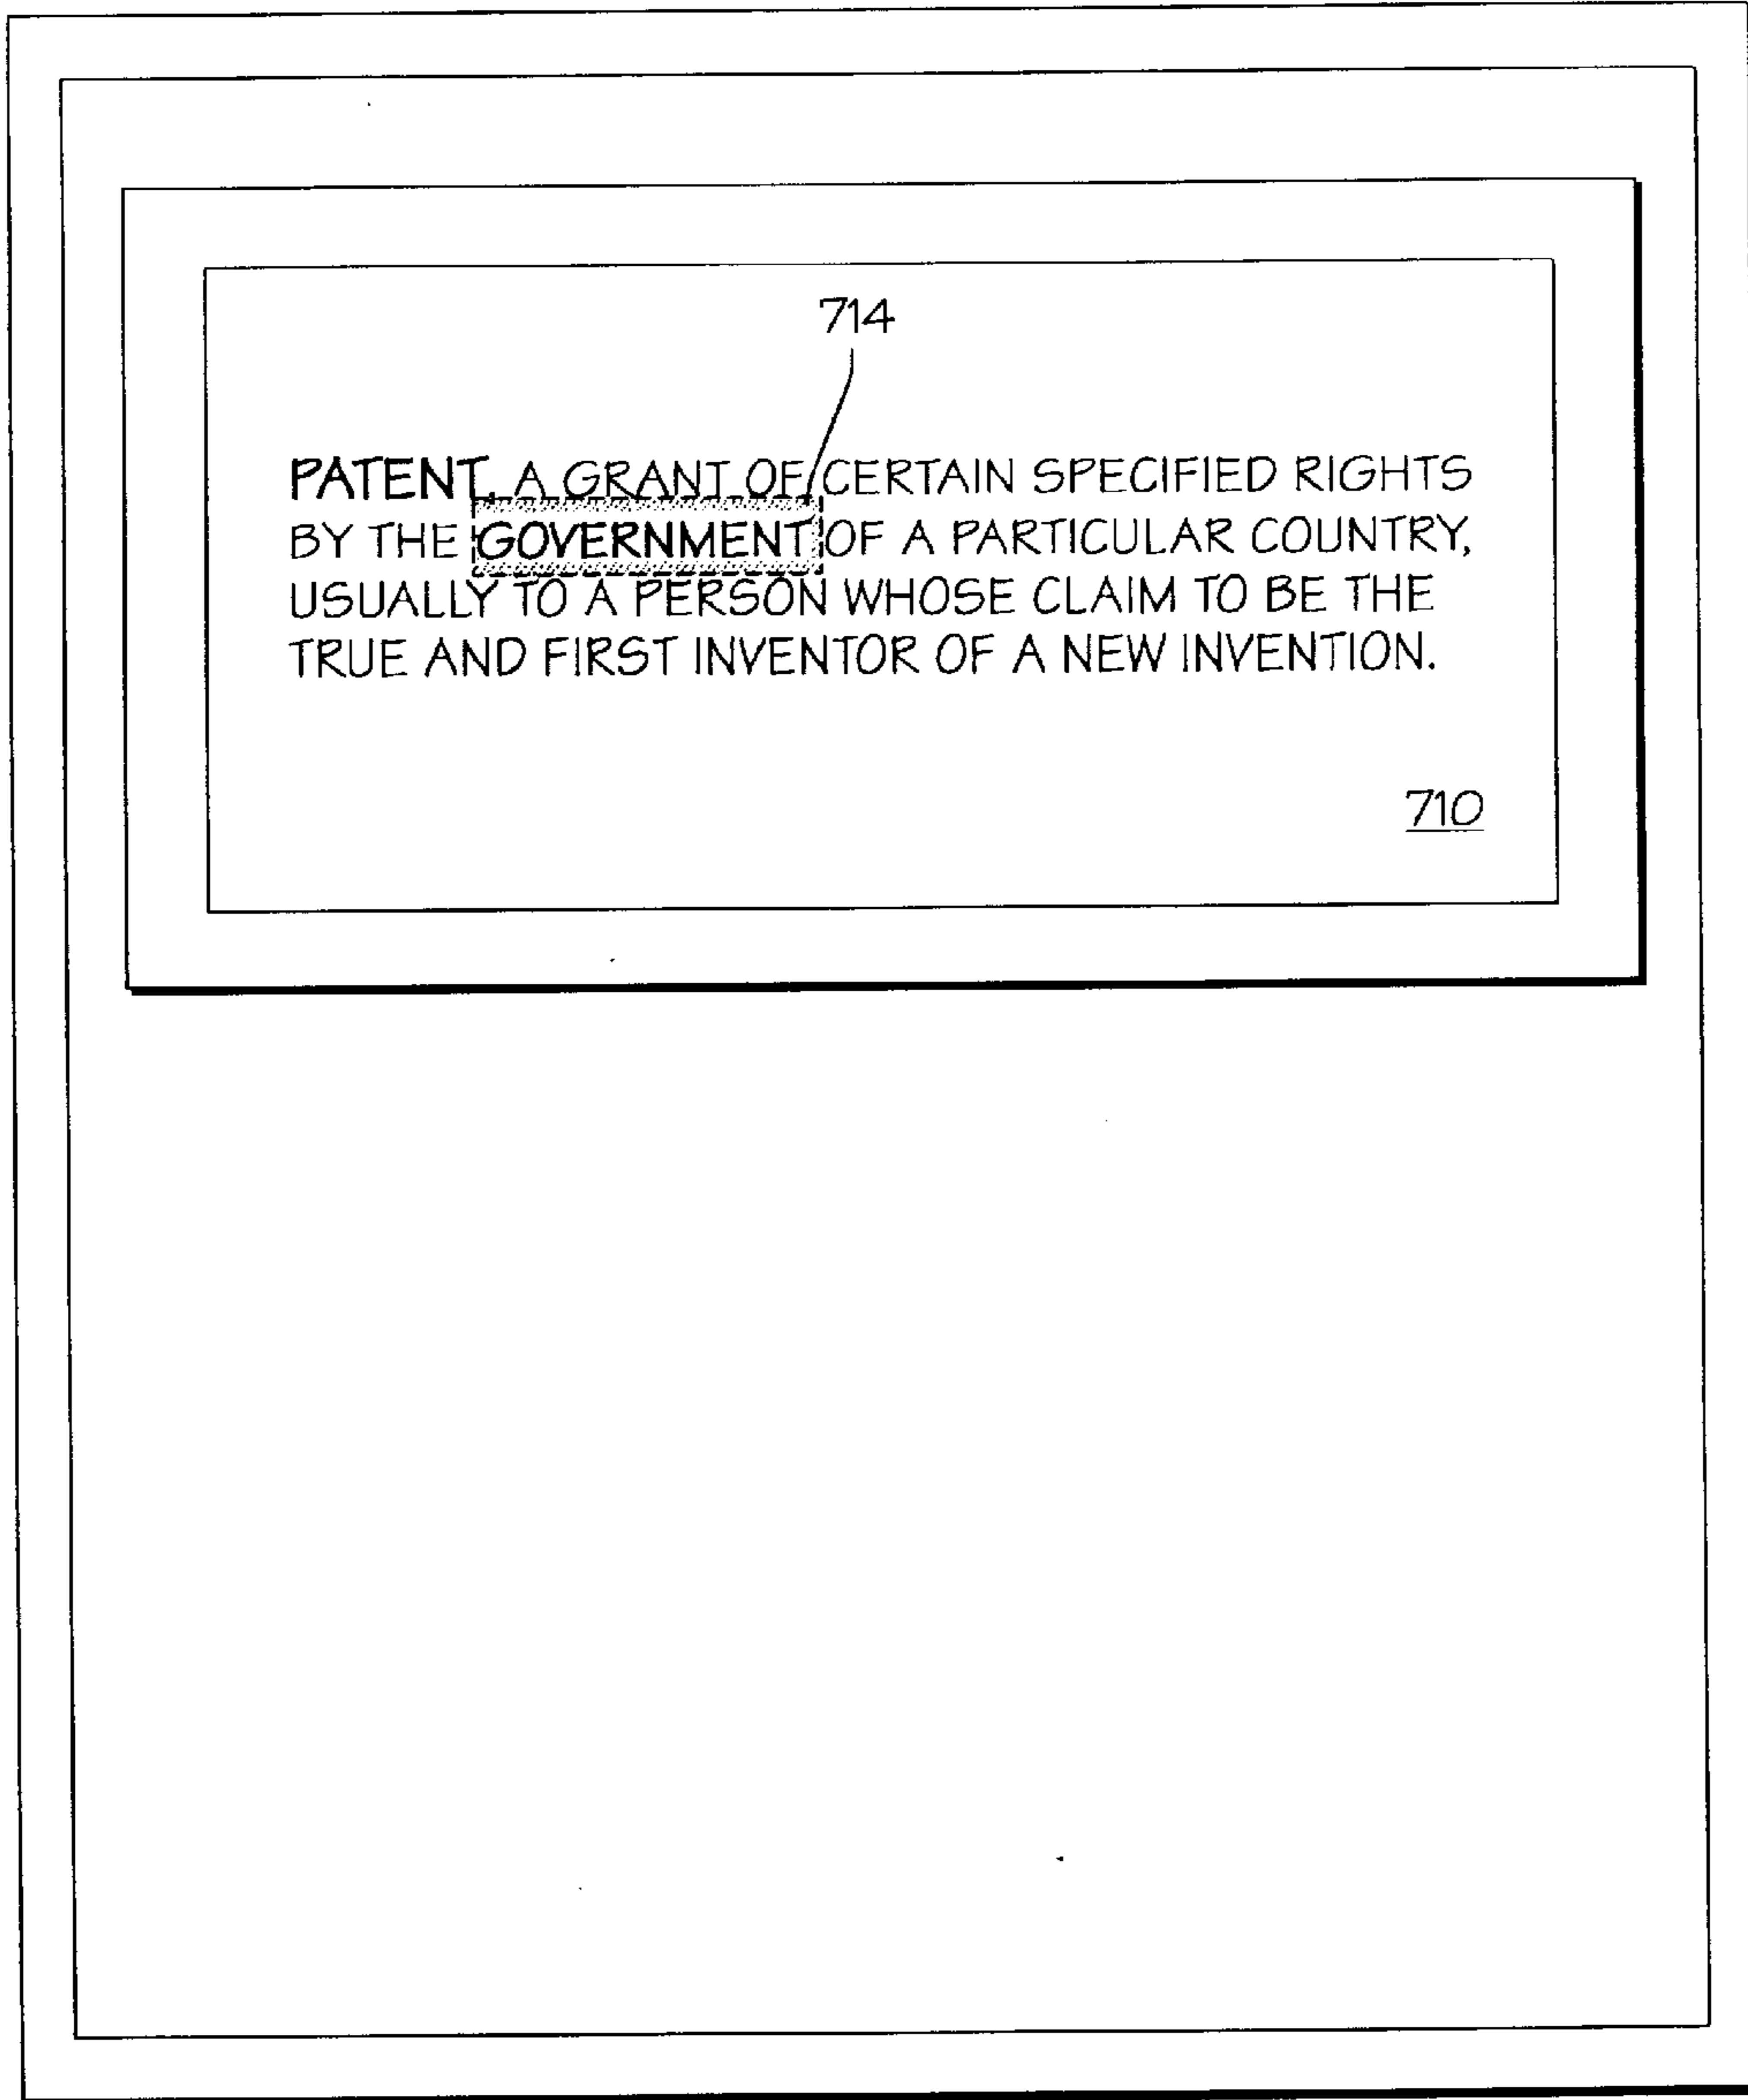 714
PATENT, A GRANT OF CERTAIN SPECIFIED RIGHTS
BY THE GOVERNMENT OF A PARTICULAR COUNTRY,
USUALLY TO A PERSON WHOSE CLAIM TO BE THE
TRUE AND FIRST INVENTOR OF A NEW INVENTION.
710